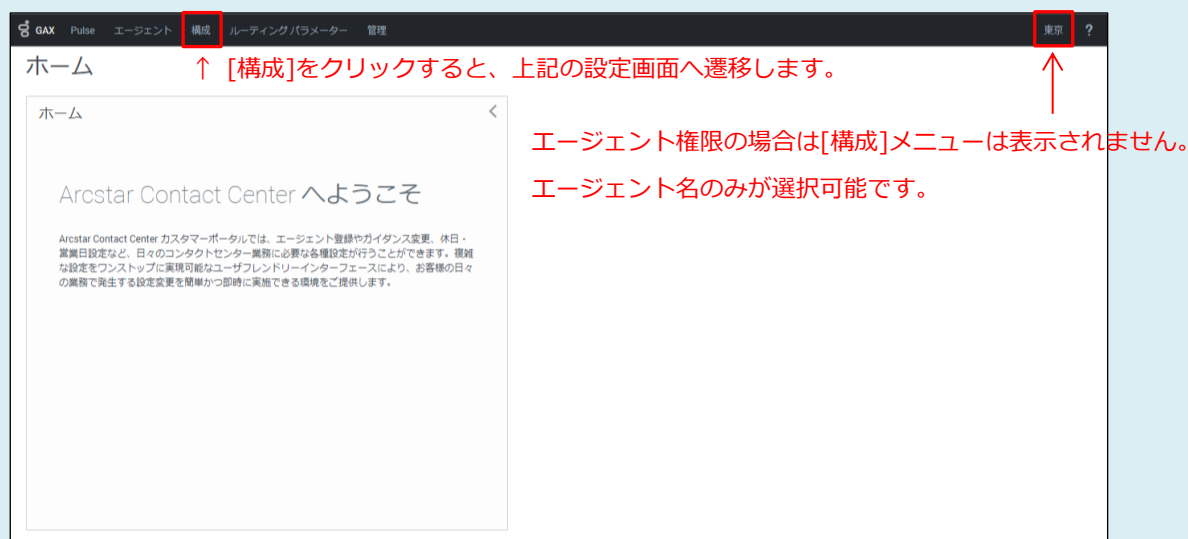 GAX Pulse エージェント 構成 ルーティング パラメーター 管理 東京 ?
ホーム
↑ [構成]をクリックすると、上記の設定画面へ遷移します。
ホーム
エージェント権限の場合は[構成]メニューは表示されません。
エージェント名のみが選択可能です。
Arcstar Contact Center へようこそ
Arcstar Contact Center カスタマーポータルでは、エージェント登録やガイダンス変更、休日・
営業日設定など、日々のコンタクトセンター業務に必要な各種設定が行うことができます。複雑
な設定をワンストップに実現可能なユーザフレンドリーインターフェースにより、お客様の日々
の業務で発生する設定変更を簡単かつ即時に実施できる環境をご提供します。